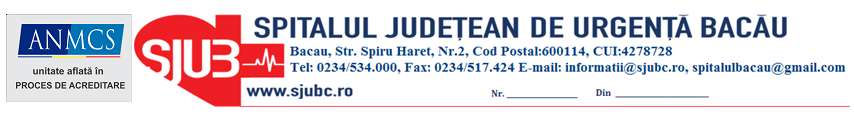 ANMCS
unitate aflată în
PROCES DE ACREDITARE
SJUB
SPITALUL JUDEȚEAN DE URGENȚĂ BACĂU
Bacau, Str. Spiru Haret, Nr.2, Cod Postal:600114, CUI:4278728
Tel: 0234/534.000, Fax: 0234/517.424 E-mail: informatii@sjubc.ro, spitalulbacau@gmail.com
www.sjubc.ro
Nr. ____________ Din ________________